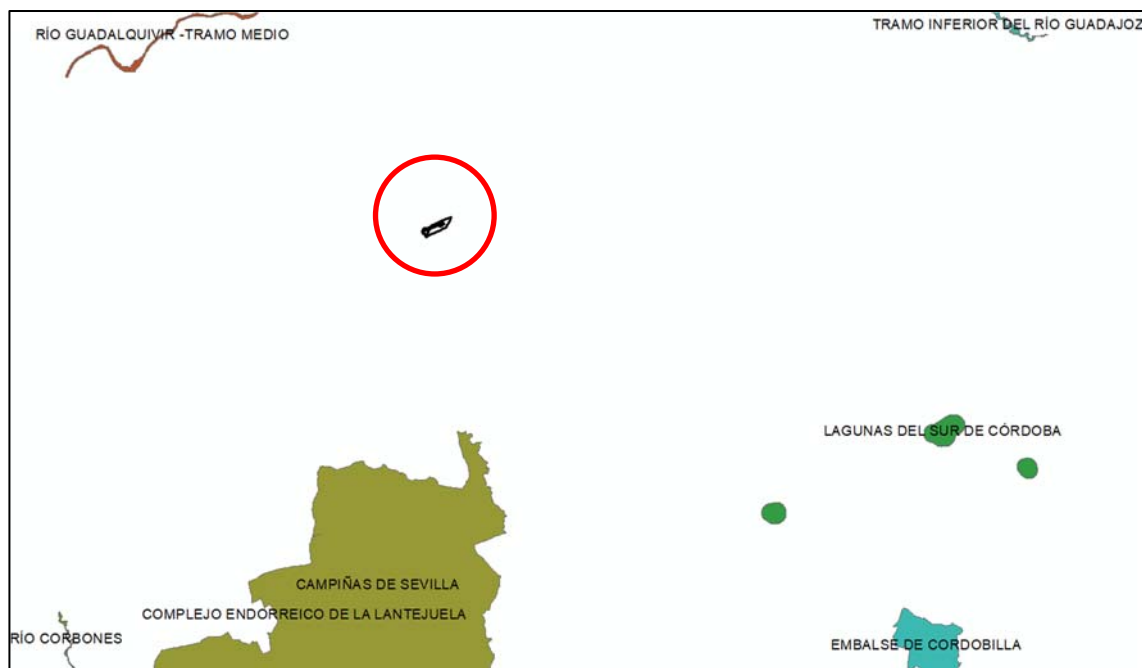 RÍO GUADALQUIVIR -TRAMO MEDIO
TRAMO INFERIOR DEL RÍO GUADAJOZ
LAGUNAS DEL SUR DE CÓRDOBA
CAMPIÑAS DE SEVILLA
COMPLEJO ENDORREICO DE LA LANTEJUELA
RÍO CORBONES
EMBALSE DE CORDOBILLA